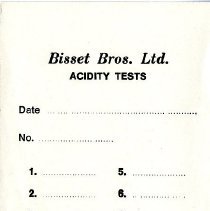 Bisset Bros. Ltd.
ACIDITY TESTS
Date
No.
1. 5.
2. 6.